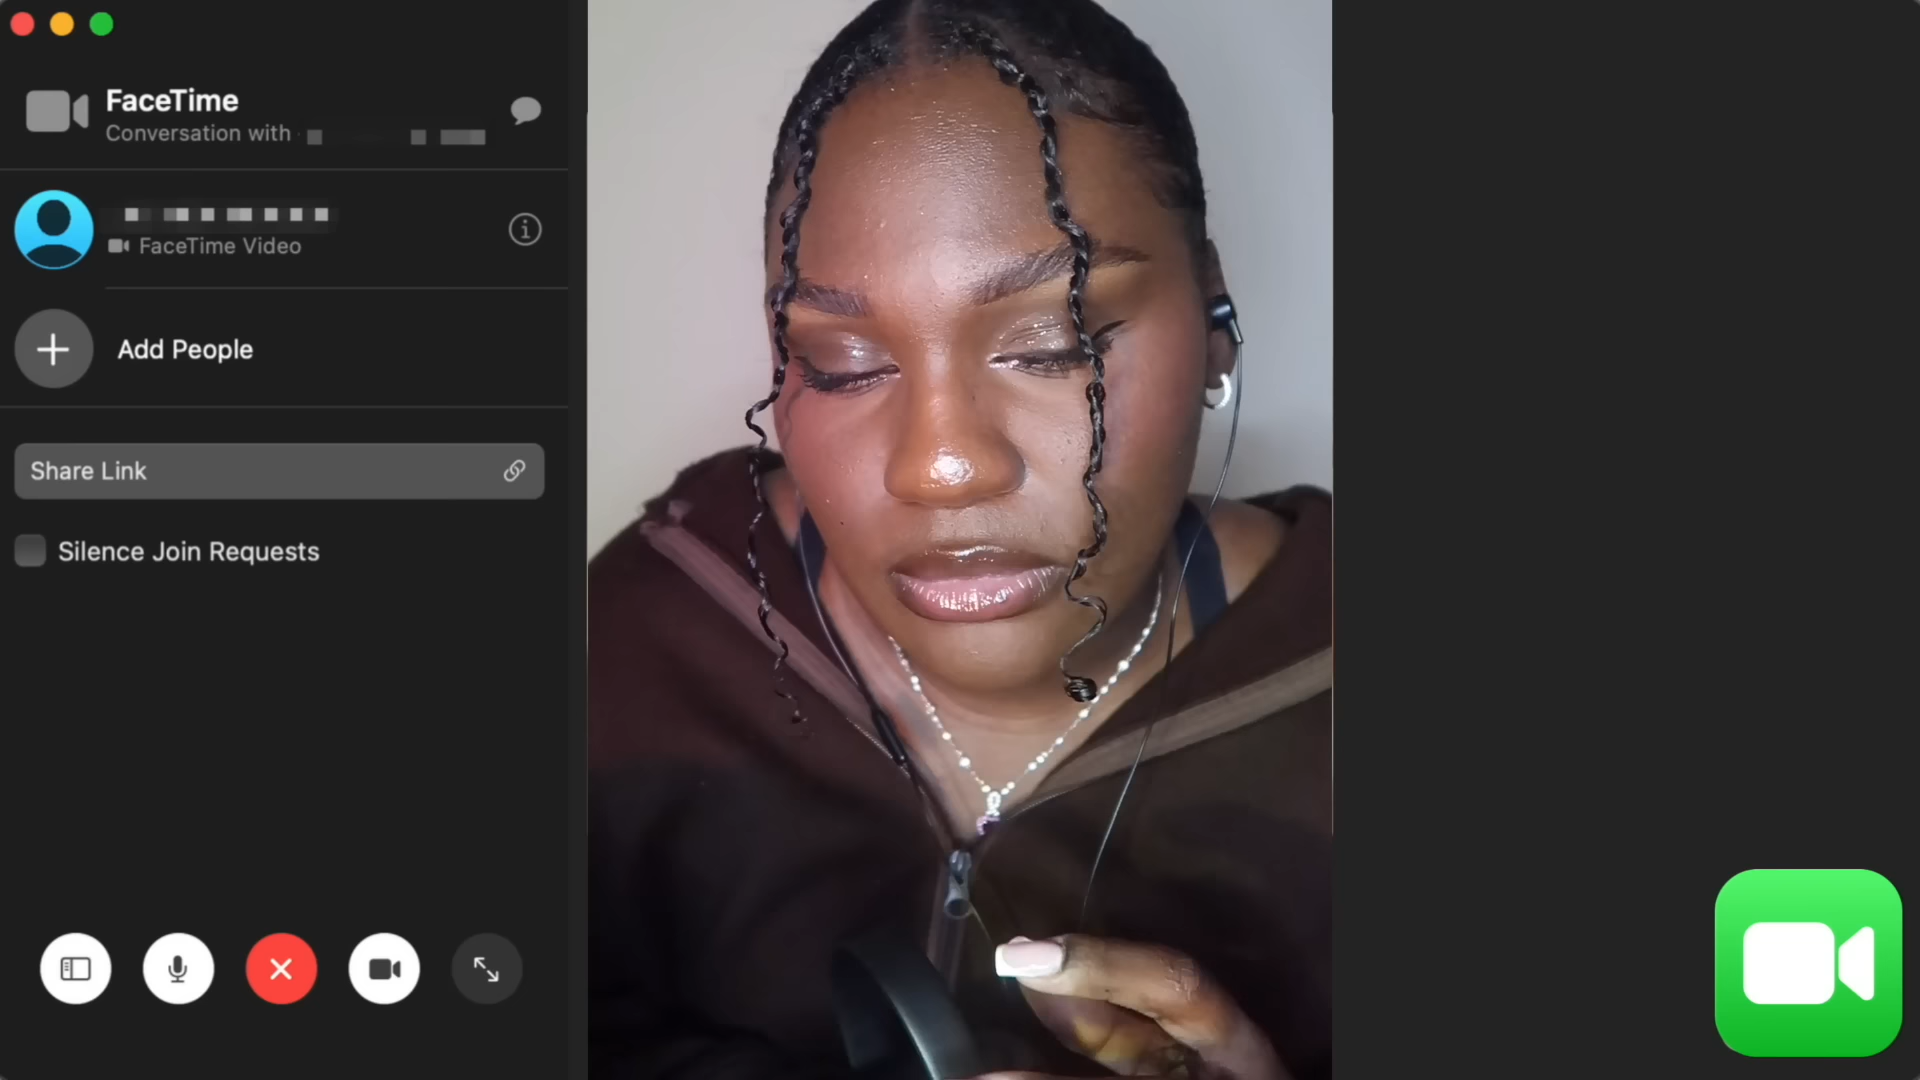 FaceTime
Conversation with
FaceTime Video
Add People
Share Link
Silence Join Requests